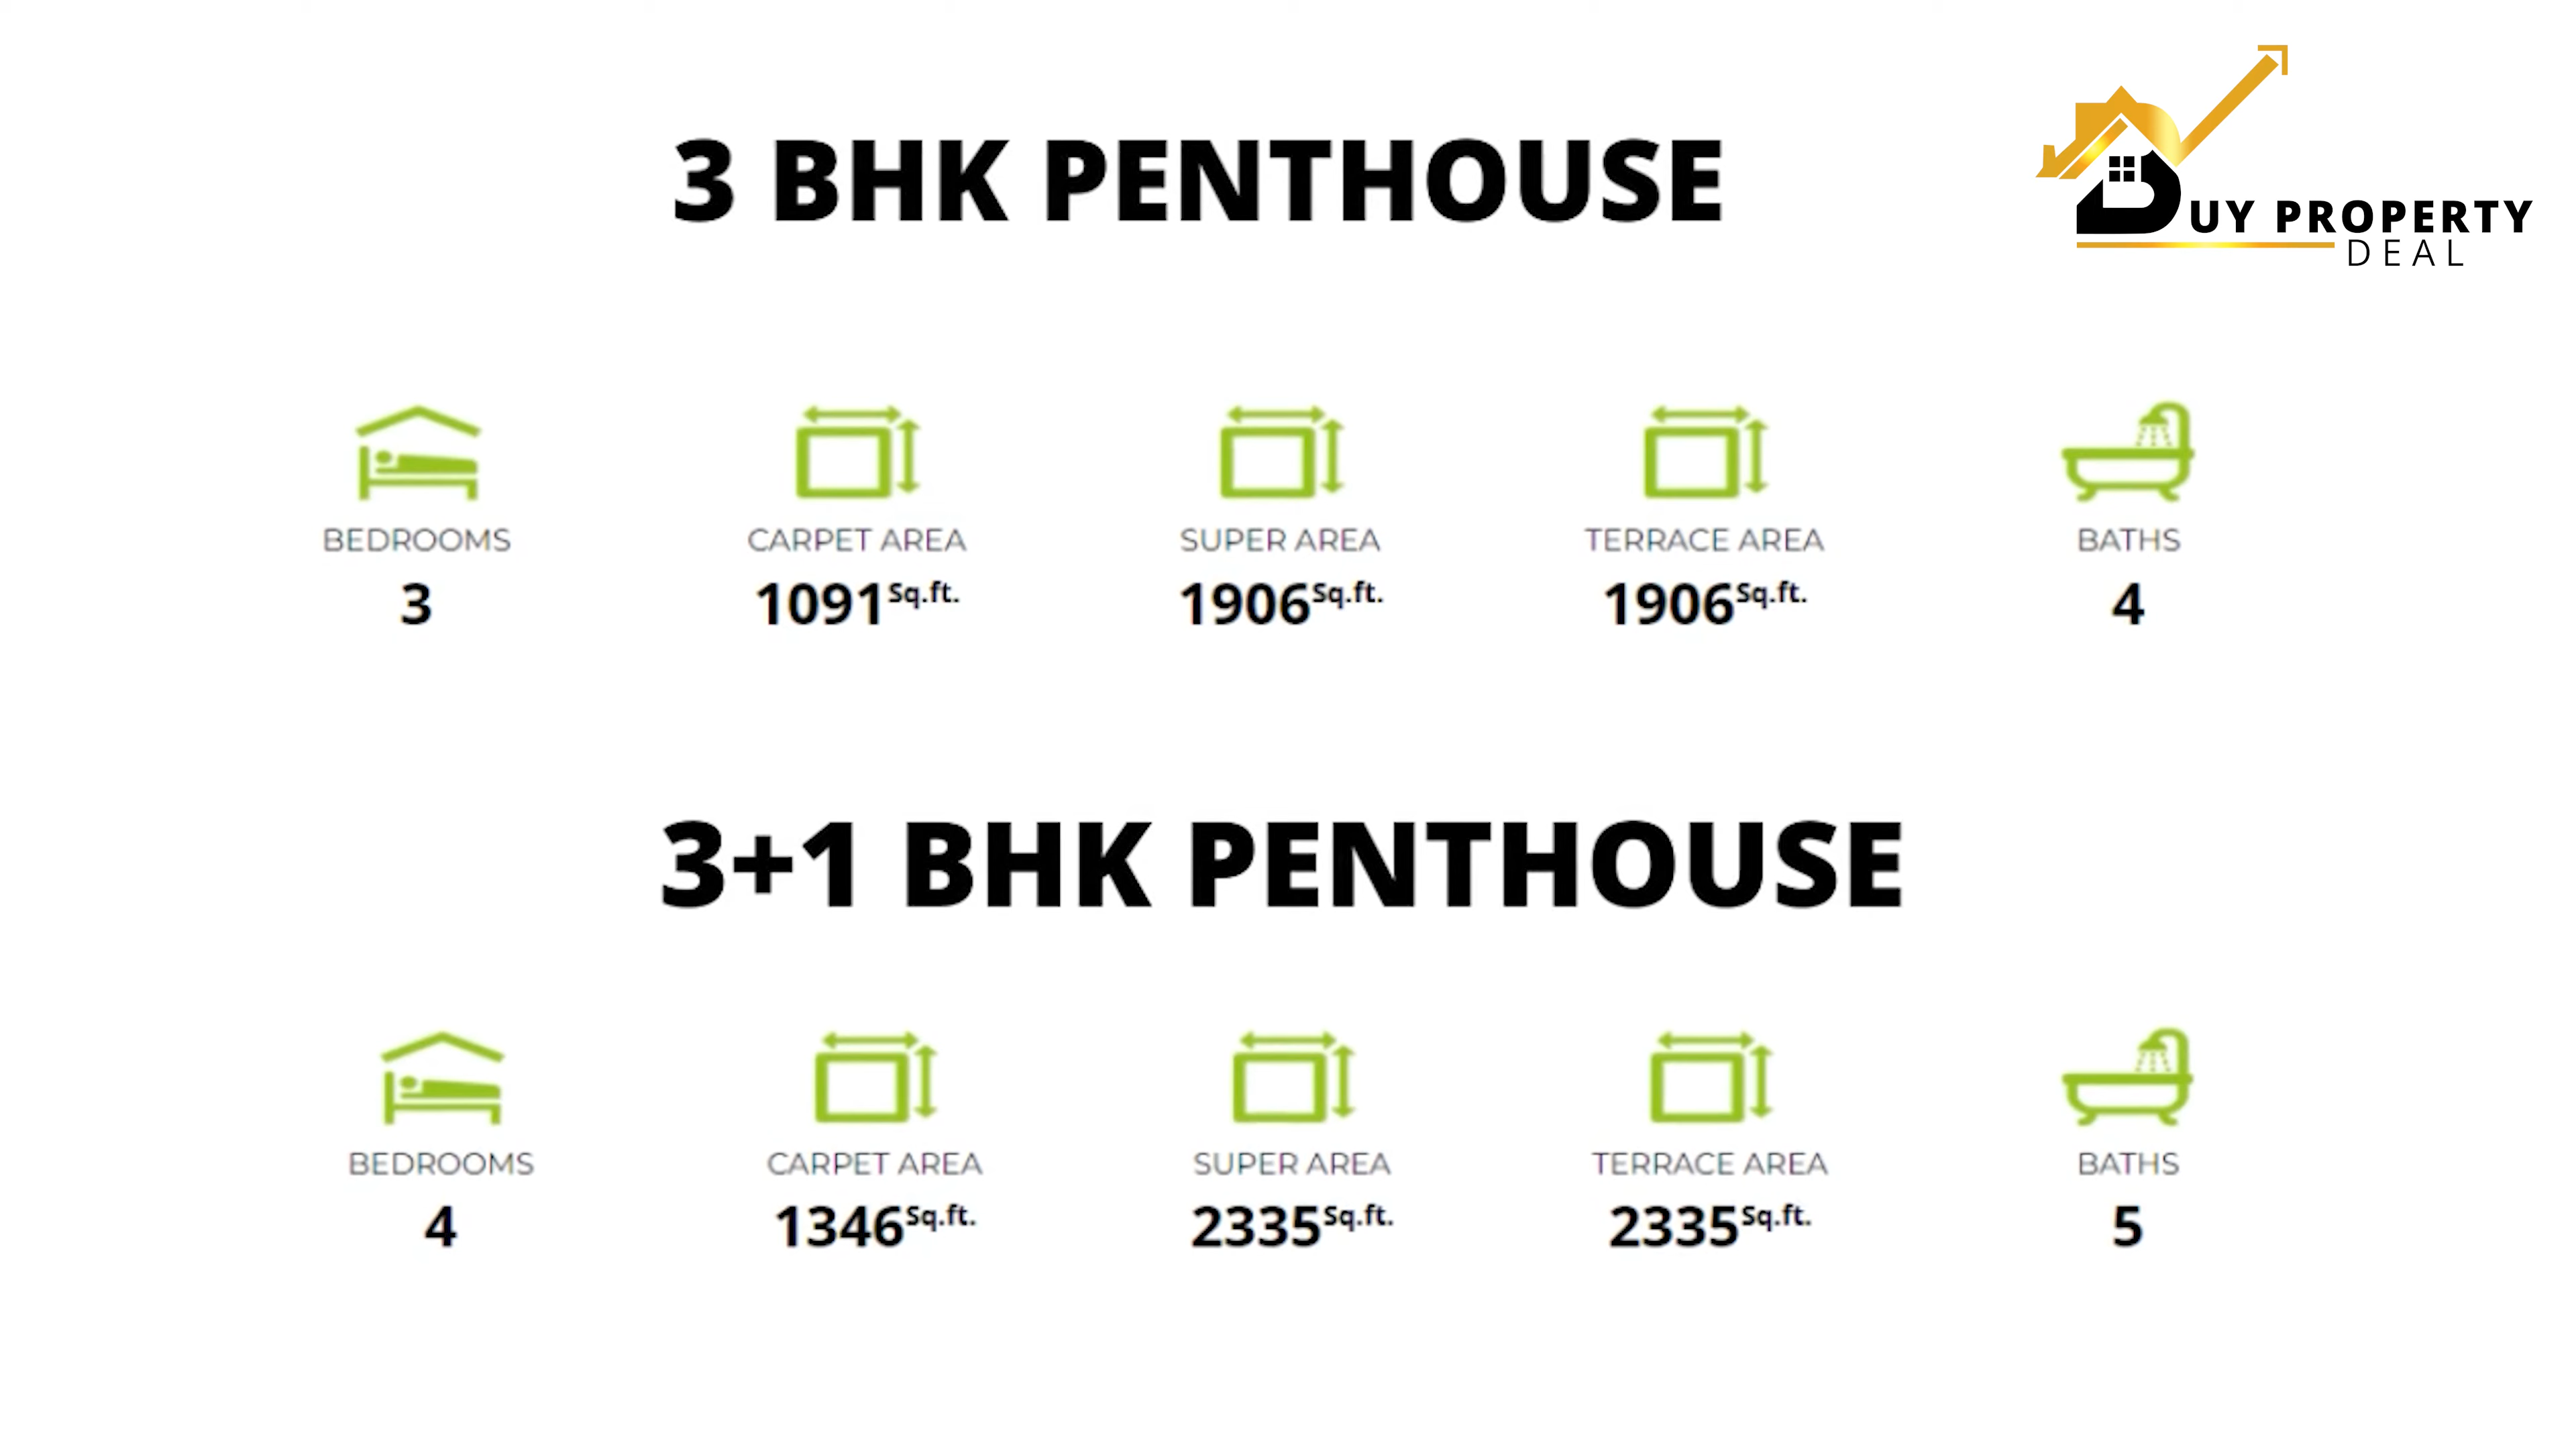 3 BHK PENTHOUSE
BUY PROPERTY
DEAL
BEDROOMS CARPET AREA SUPER AREA TERRACE AREA BATHS
3 1091Sq.ft. 1906Sq.ft. 1906Sq.ft. 4
3+1 BHK PENTHOUSE
BEDROOMS CARPET AREA SUPER AREA TERRACE AREA BATHS
4 1346Sq.ft. 2335Sq.ft. 2335Sq.ft. 5